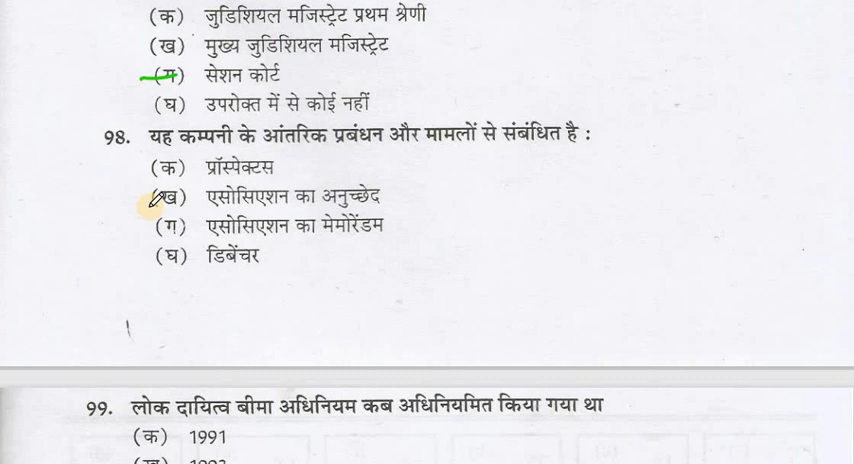 (क) जुडिशियल मजिस्ट्रेट प्रथम श्रेणी
(ख) मुख्य जुडिशियल मजिस्ट्रेट
(ग) सेशन कोर्ट
(घ) उपरोक्त में से कोई नहीं
98. यह कम्पनी के आंतरिक प्रबंधन और मामलों से संबंधित है :
(क) प्रॉस्पेक्टस
(ख) एसोसिएशन का अनुच्छेद
(ग) एसोसिएशन का मेमोरेंडम
(घ) डिबेंचर
99. लोक दायित्व बीमा अधिनियम कब अधिनियमित किया गया था
(क) 1991